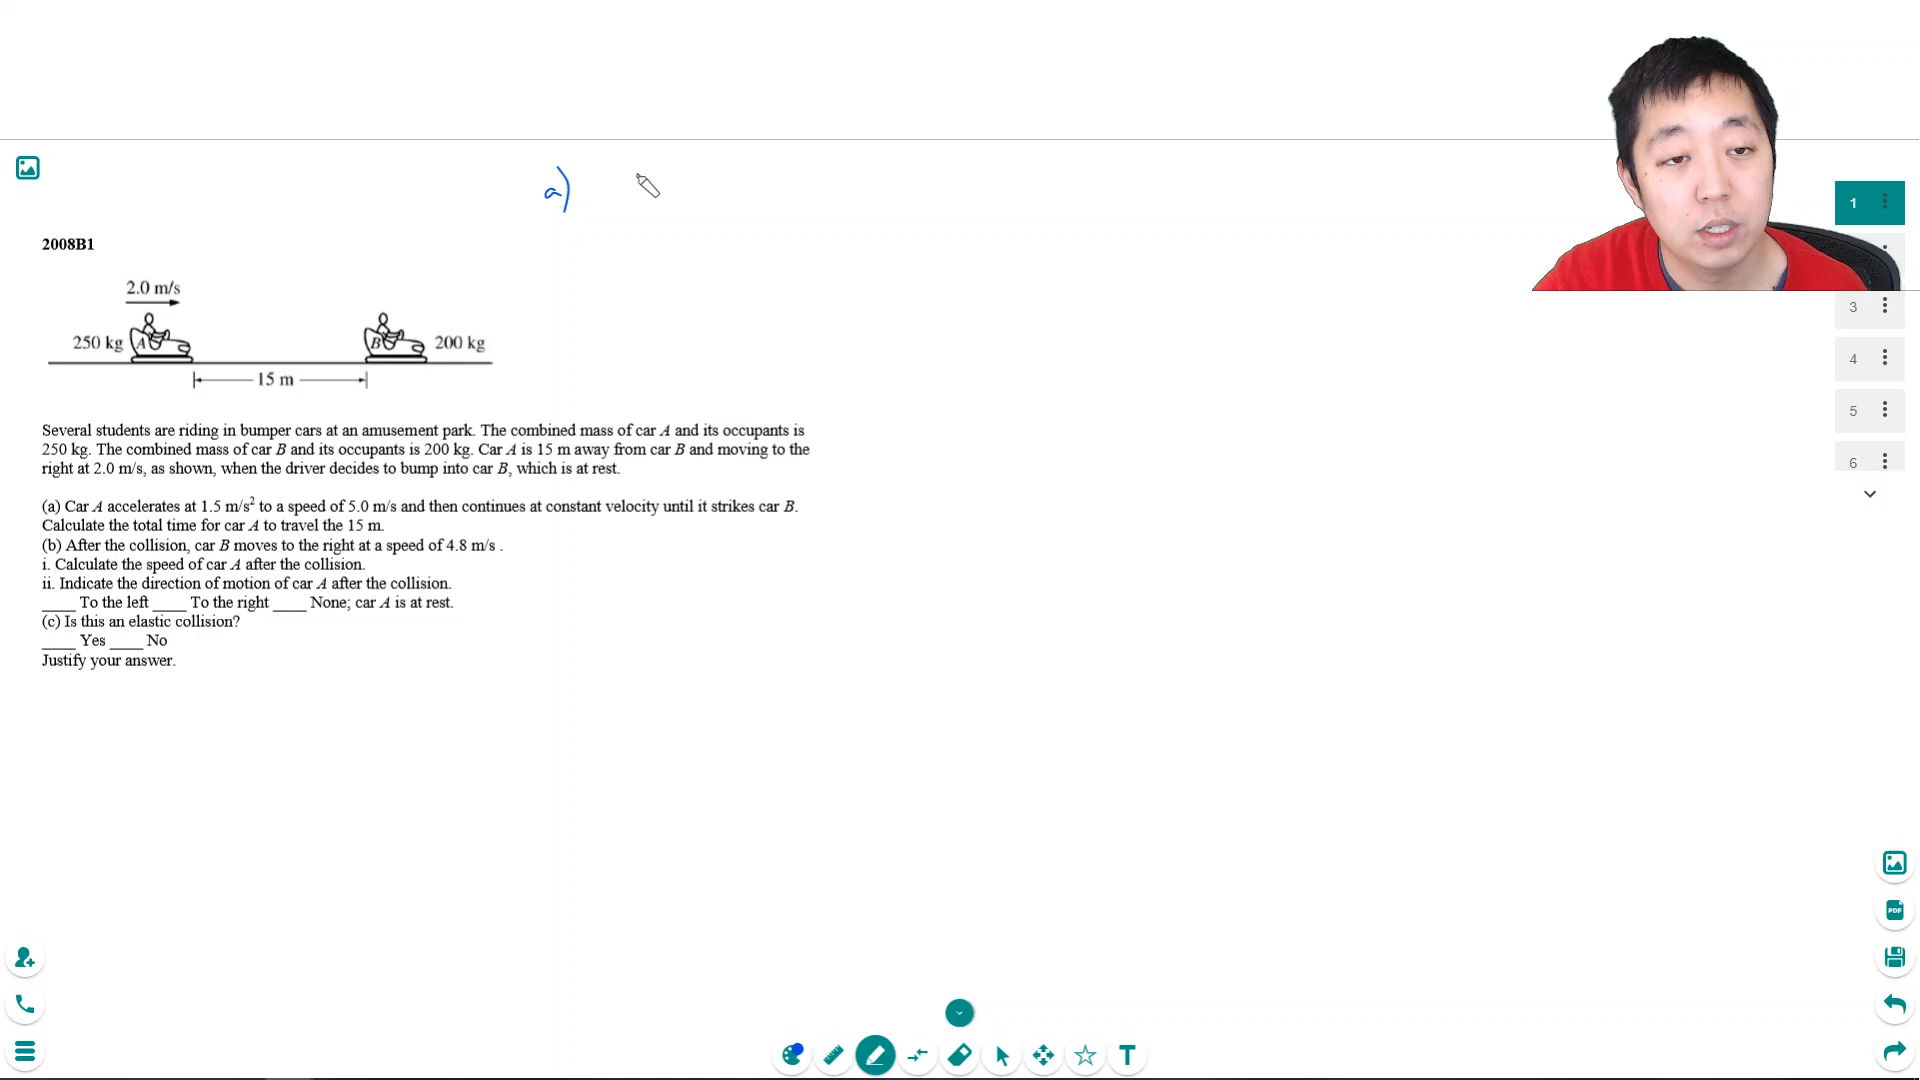 a)
2008B1
2.0 m/s
250 kg A B 200 kg
15 m
Several students are riding in bumper cars at an amusement park. The combined mass of car A and its occupants is
250 kg. The combined mass of car B and its occupants is 200 kg. Car A is 15 m away from car B and moving to the
right at 2.0 m/s, as shown, when the driver decides to bump into car B, which is at rest.
(a) Car A accelerates at 1.5 m/s² to a speed of 5.0 m/s and then continues at constant velocity until it strikes car B.
Calculate the total time for car A to travel the 15 m.
(b) After the collision, car B moves to the right at a speed of 4.8 m/s .
i. Calculate the speed of car A after the collision.
ii. Indicate the direction of motion of car A after the collision.
____ To the left ____ To the right ____ None; car A is at rest.
(c) Is this an elastic collision?
____ Yes ____ No
Justify your answer.
1
3
4
5
6
PDF
T